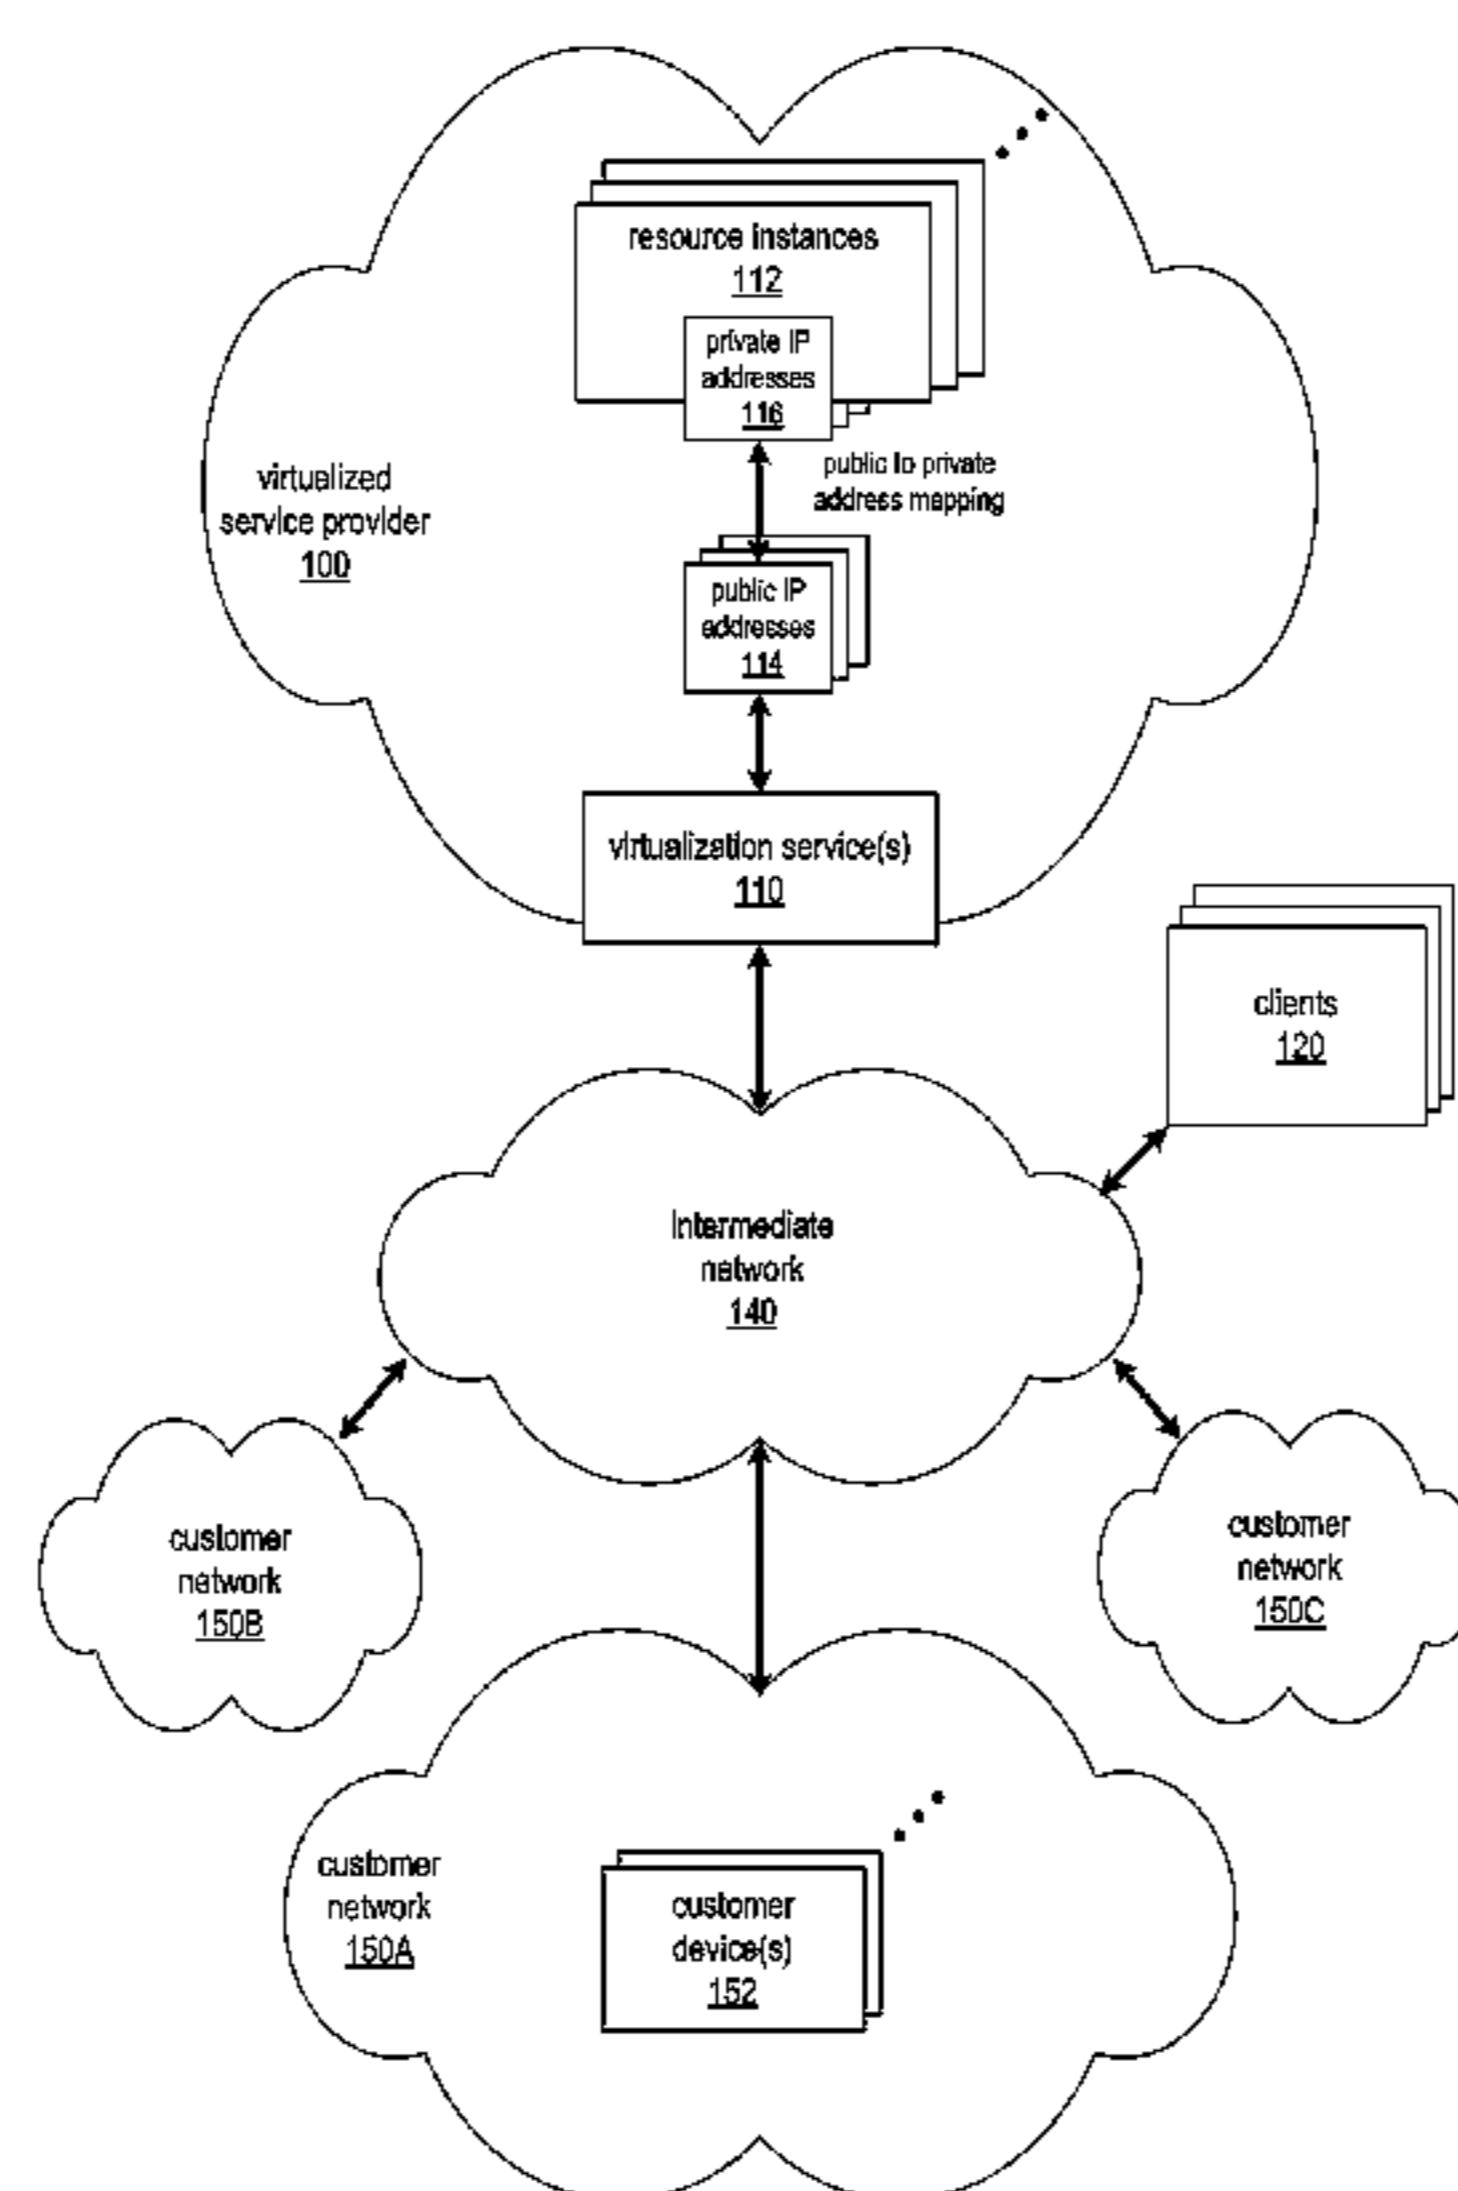 resource instances
112
private IP
addresses
116
public to private
address mapping
virtualized
service provider
100
public IP
addresses
114
virtualization service(s)
110
clients
120
Intermediate
network
140
customer
network
150B
customer
network
150C
customer
network
150A
customer
device(s)
152